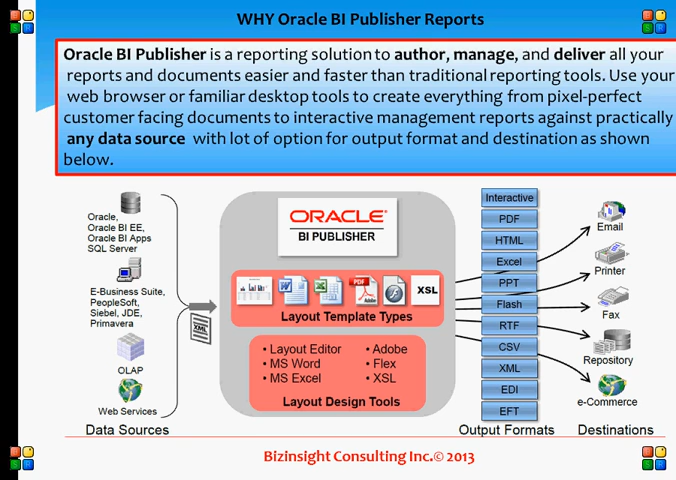 WHY Oracle BI Publisher Reports
Oracle BI Publisher is a reporting solution to author, manage, and deliver all your
reports and documents easier and faster than traditional reporting tools. Use your
web browser or familiar desktop tools to create everything from pixel-perfect
customer facing documents to interactive management reports against practically
any data source with lot of option for output format and destination as shown
below.
Oracle,
Oracle BI EE,
Oracle BI Apps
SQL Server
E-Business Suite,
PeopleSoft,
Siebel, JDE,
Primavera
OLAP
Web Services
Data Sources
XML
ORACLE®
BI PUBLISHER
PDF
Adobe
XSL
Layout Template Types
• Layout Editor
• MS Word
• MS Excel
• Adobe
• Flex
• XSL
Layout Design Tools
Interactive
PDF
HTML
Excel
PPT
Flash
RTF
CSV
XML
EDI
EFT
Output Formats
Email
Printer
Fax
Repository
e-Commerce
Destinations
Bizinsight Consulting Inc.© 2013